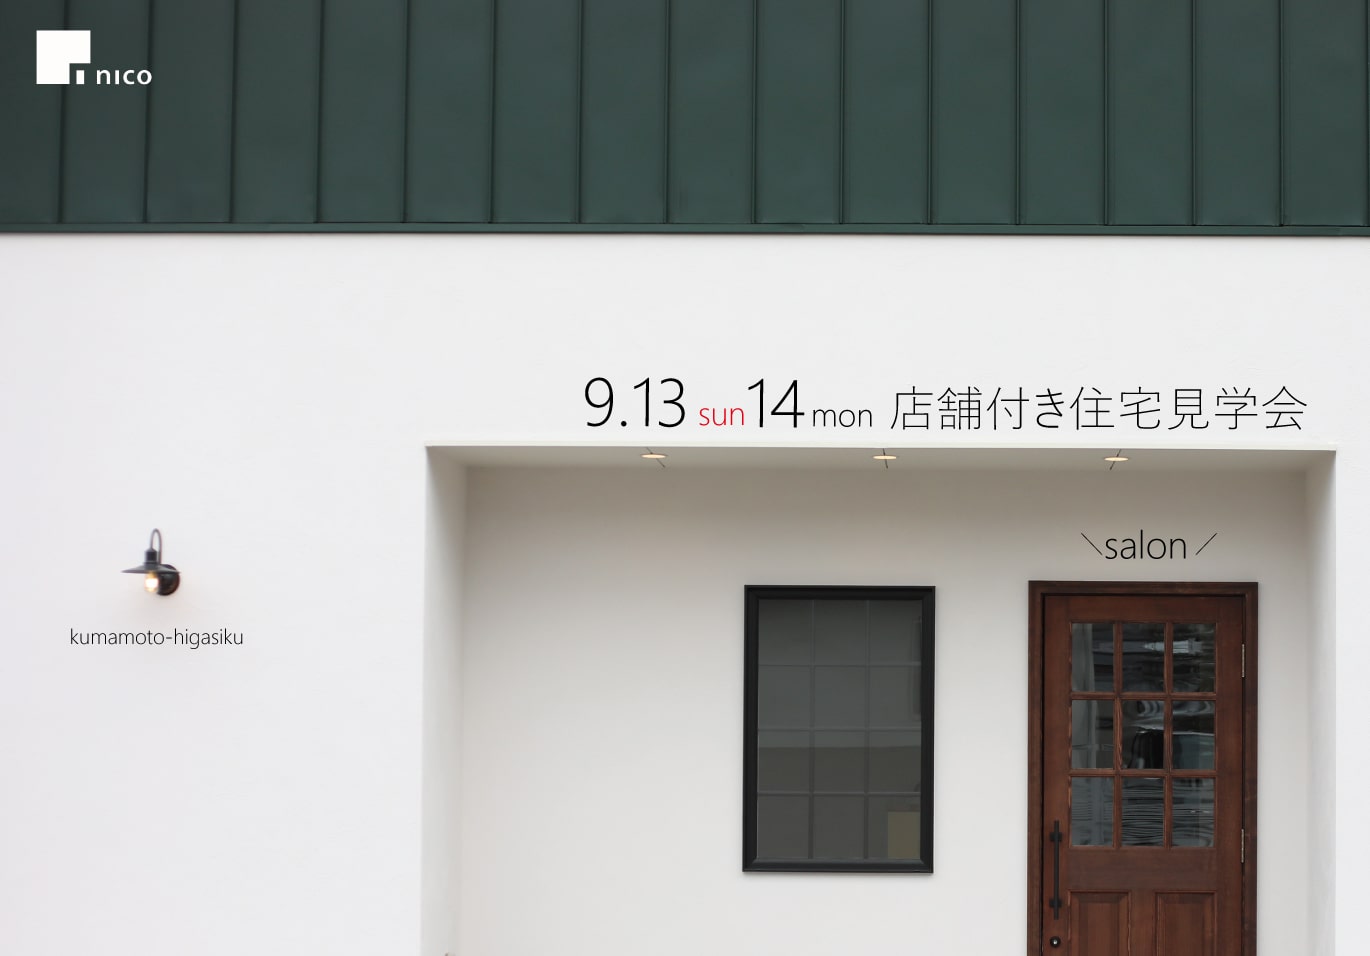 nico
9.13 sun 14 mon 店舗付き住宅見学会
\salon/
kumamoto-higasiku